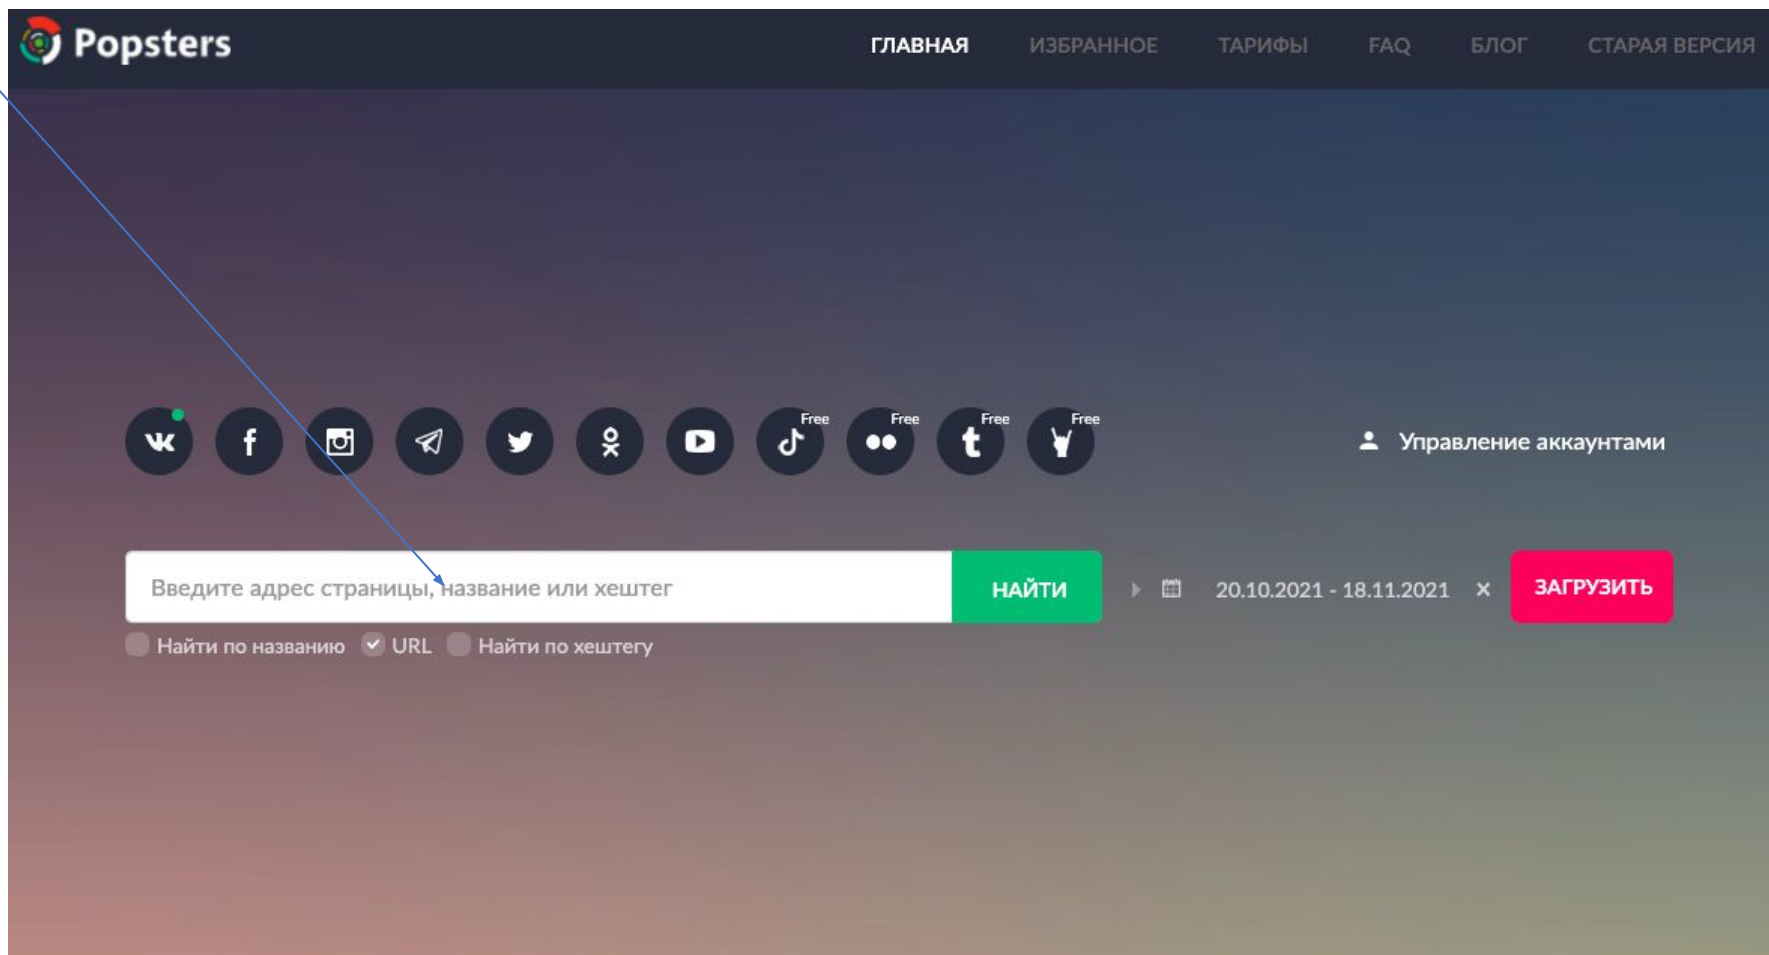 Popsters
ГЛАВНАЯ ИЗБРАННОЕ ТАРИФЫ FAQ БЛОГ СТАРАЯ ВЕРСИЯ
Free Free Free Free
Управление аккаунтами
Введите адрес страницы, название или хештег НАЙТИ 20.10.2021 - 18.11.2021 × ЗАГРУЗИТЬ
Найти по названию URL Найти по хештегу